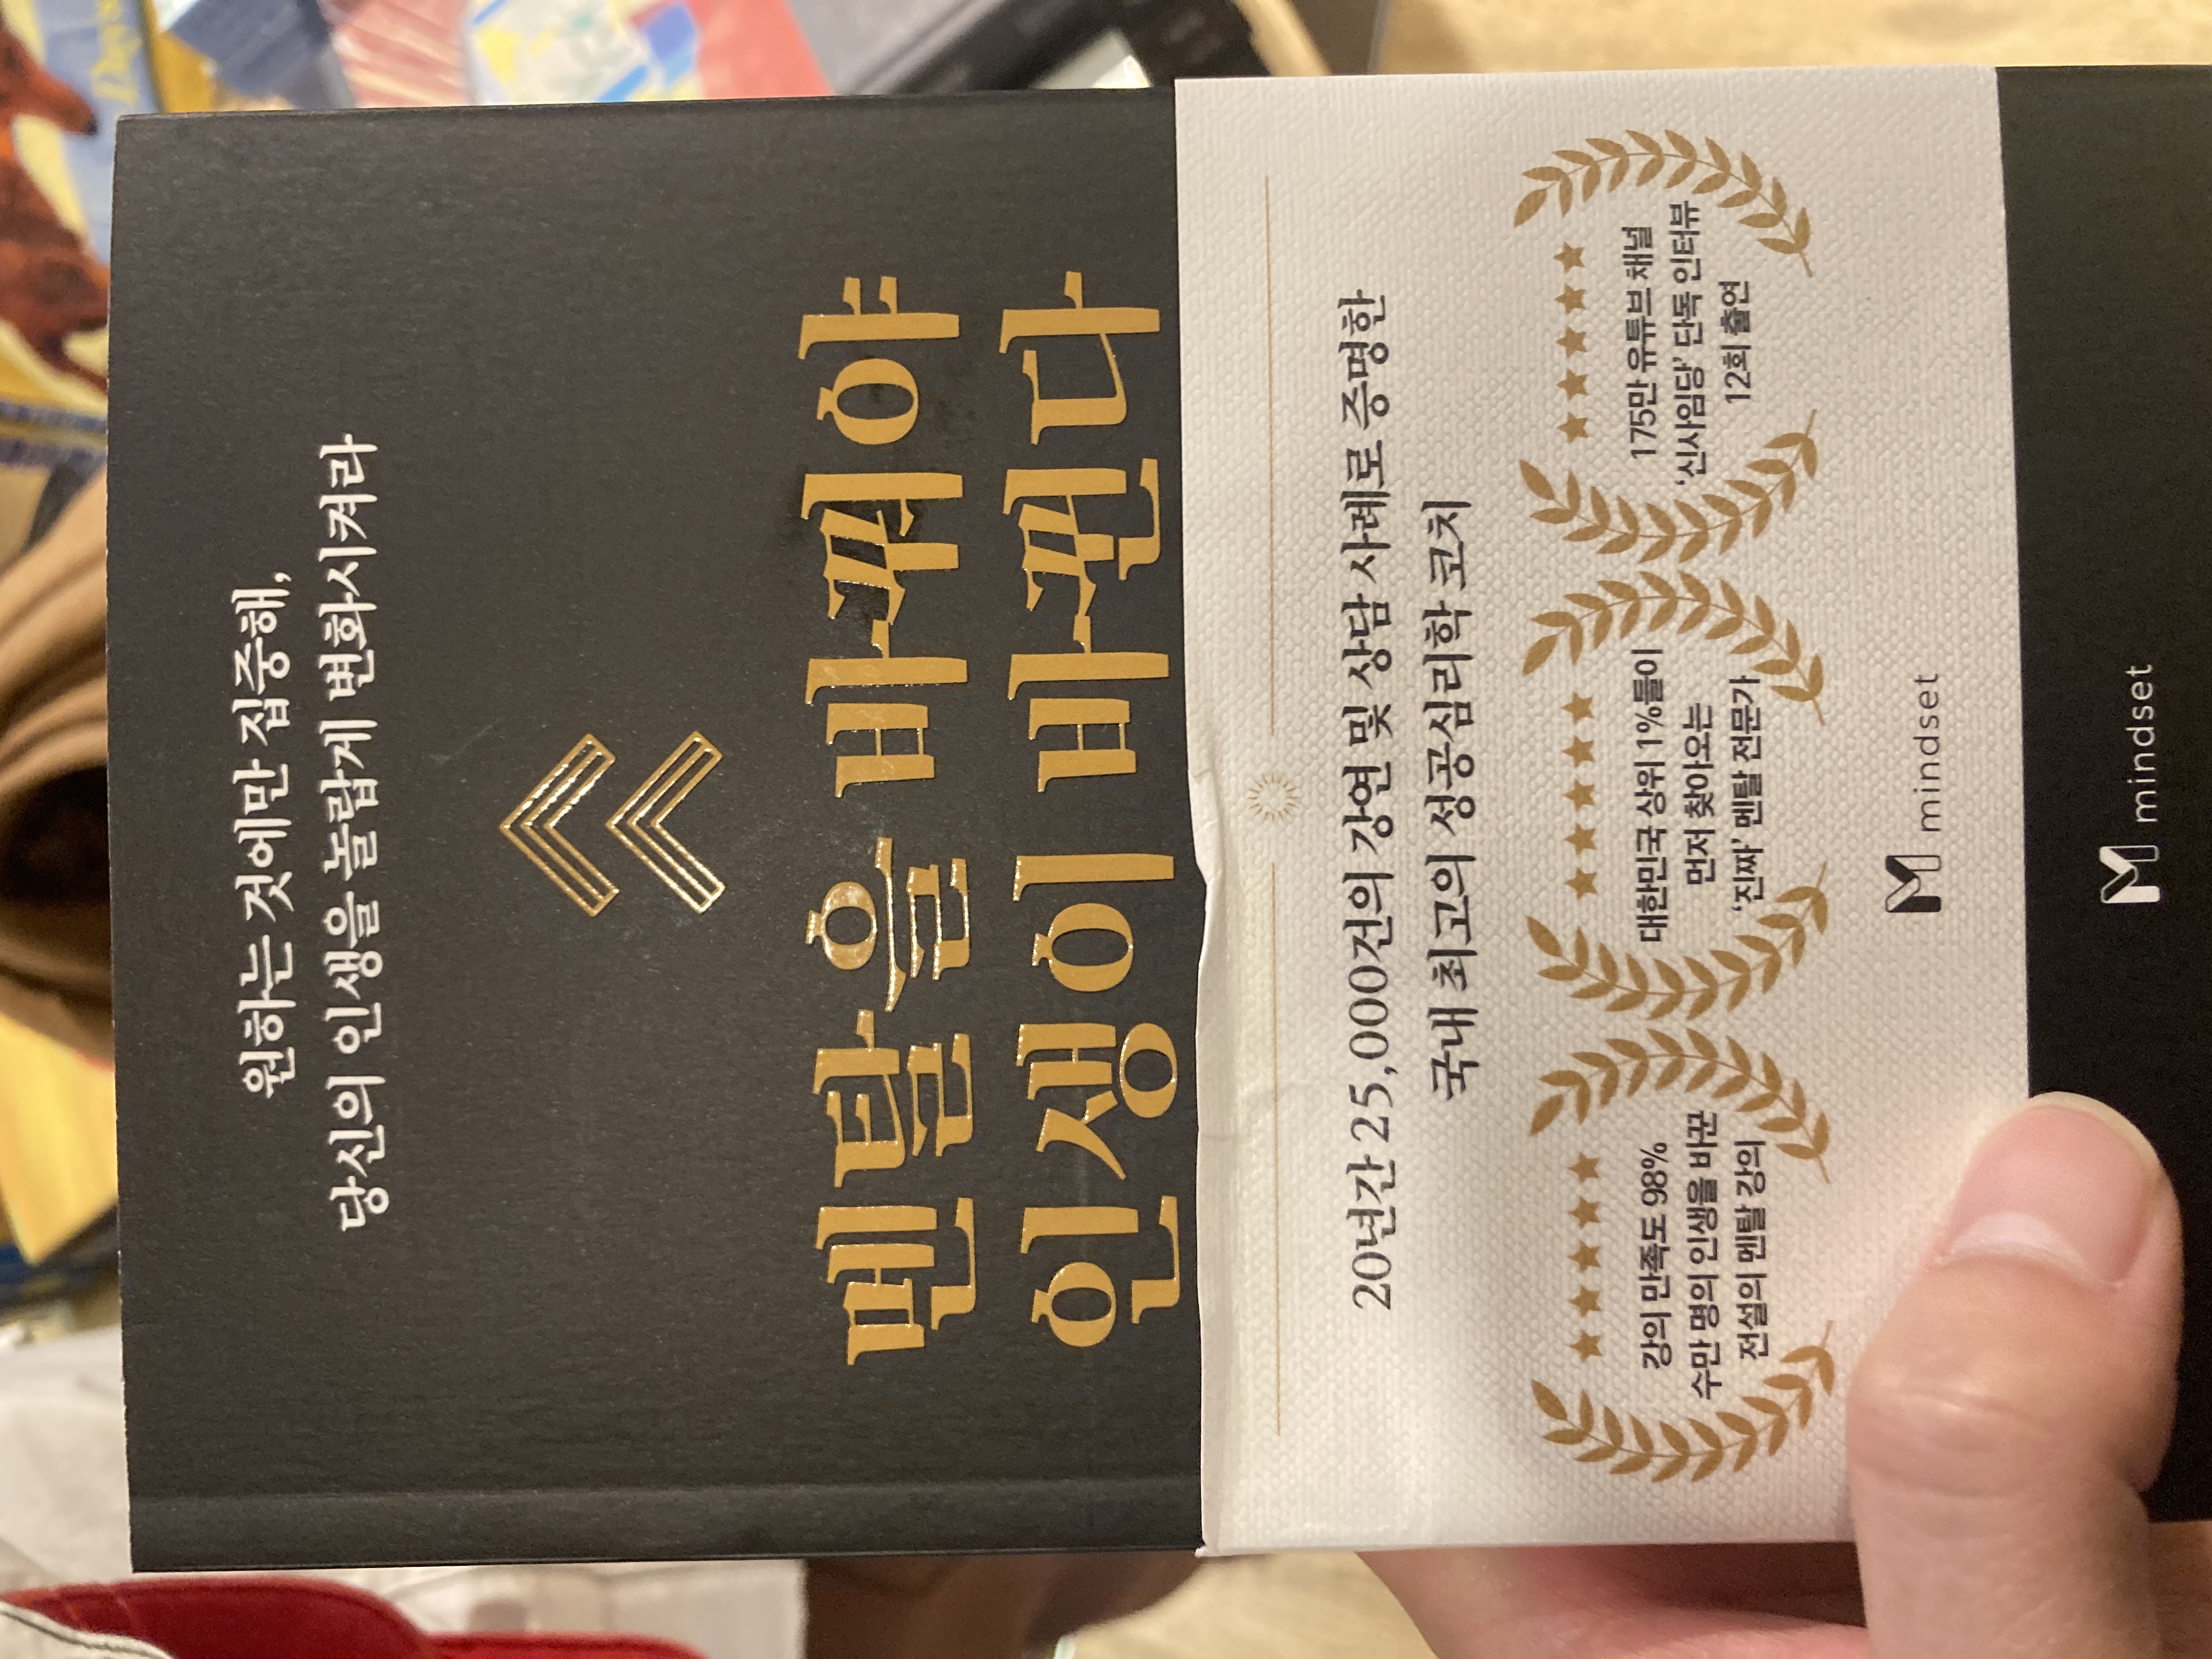 원하는 것에만 집중해,
당신의 인생을 놀랍게 변화시켜라
멘탈을 바꿔야
인생이 바뀐다
20년간 25,000건의 강연 및 상담 사례로 증명한
국내 최고의 성공심리학 코치
강의 만족도 98%
수만 명의 인생을 바꾼
전설의 멘탈 강의
대한민국 상위 1%들이
먼저 찾아오는
‘진짜’ 멘탈 전문가
175만 유튜브 채널
‘신사임당’ 단독 인터뷰
12회 출연
M mindset
M mindset